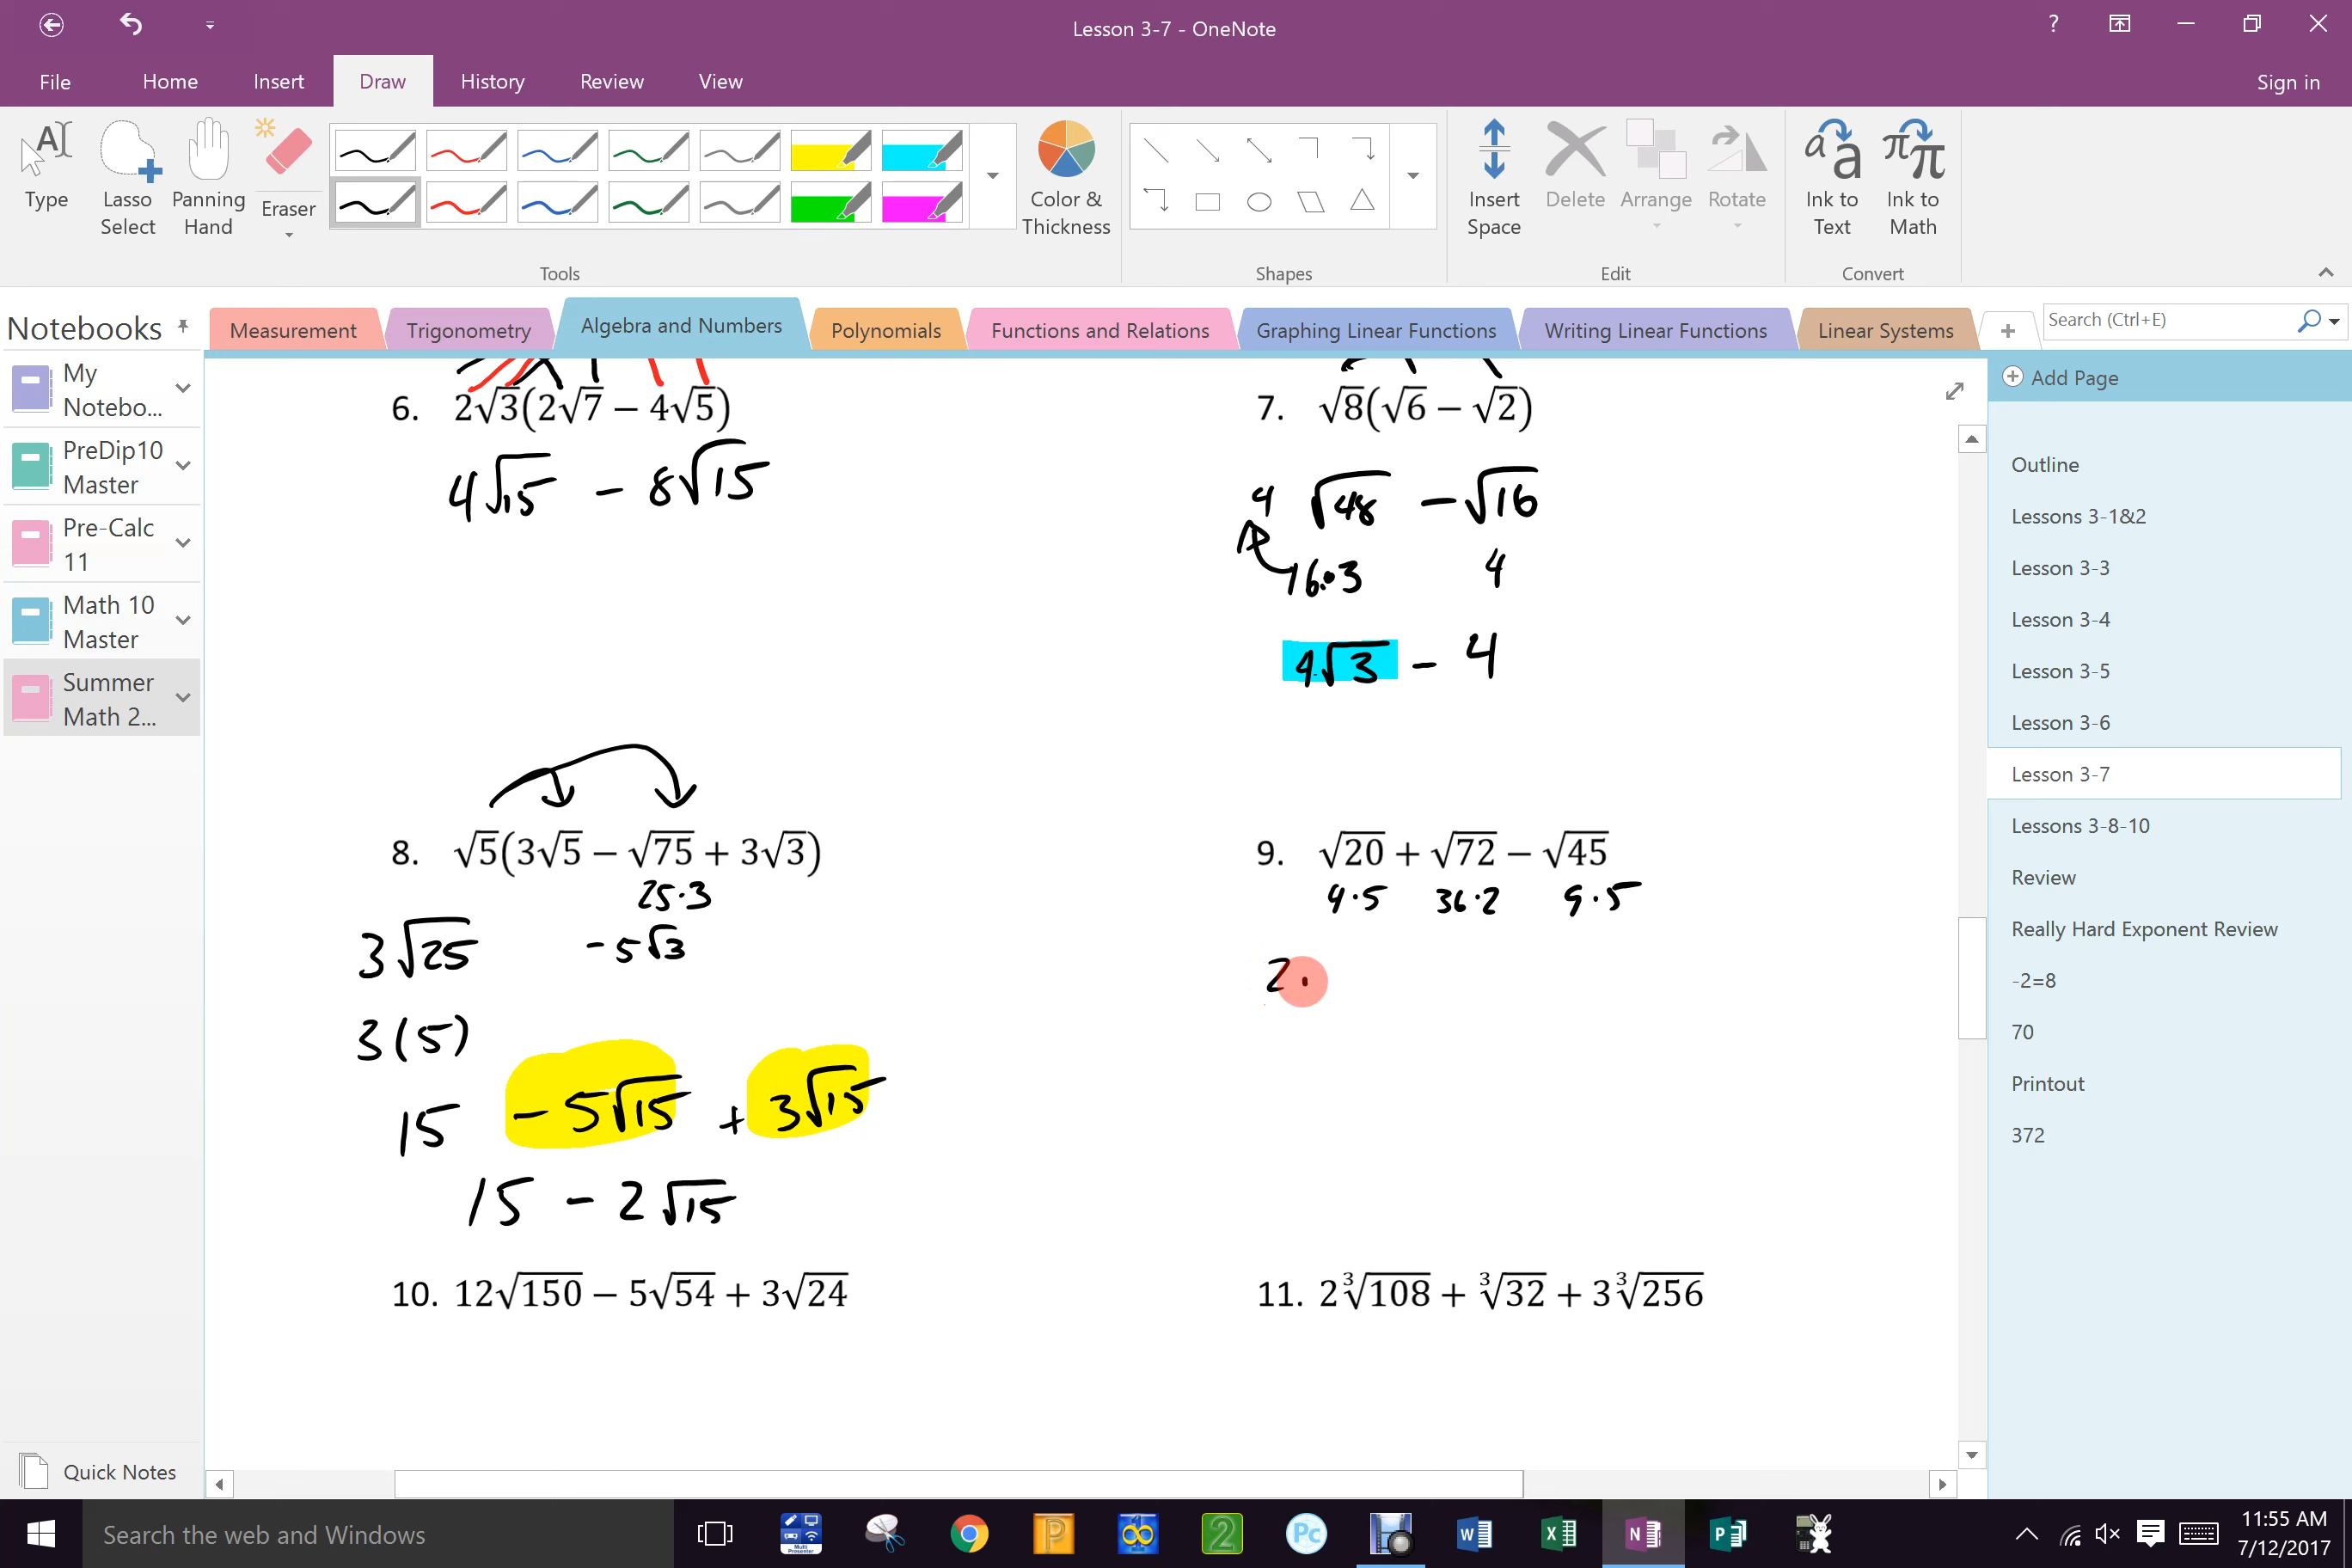 Lesson 3-7 - OneNote
?
File Home Insert Draw History Review View Sign in
Type
Lasso Select
Panning Hand
Eraser
Color & Thickness
Insert Space
Delete
Arrange
Rotate
Ink to Text
Ink to Math
Tools Shapes Edit Convert
Notebooks
Measurement Trigonometry Algebra and Numbers Polynomials Functions and Relations Graphing Linear Functions Writing Linear Functions Linear Systems +
Search (Ctrl+E)
My Notebo...
PreDip10 Master
Pre-Calc 11
Math 10 Master
Summer Math 2...
Quick Notes
Add Page
Outline
Lessons 3-1&2
Lesson 3-3
Lesson 3-4
Lesson 3-5
Lesson 3-6
Lesson 3-7
Lessons 3-8-10
Review
Really Hard Exponent Review
-2=8
70
Printout
372
6. 2√3(2√7 − 4√5)
4√15 − 8√15
7. √8(√6 − √2)
4 √48 − √16
16·3 4
4√3 − 4
8. √5(3√5 − √75 + 3√3)
25·3
3√25 −5√3
3(5)
15 −5√15 + 3√15
15 − 2√15
9. √20 + √72 − √45
4·5 36·2 9·5
2
10. 12√150 − 5√54 + 3√24
11. 2∛108 + ∛32 + 3∛256
Search the web and Windows
11:55 AM
7/12/2017